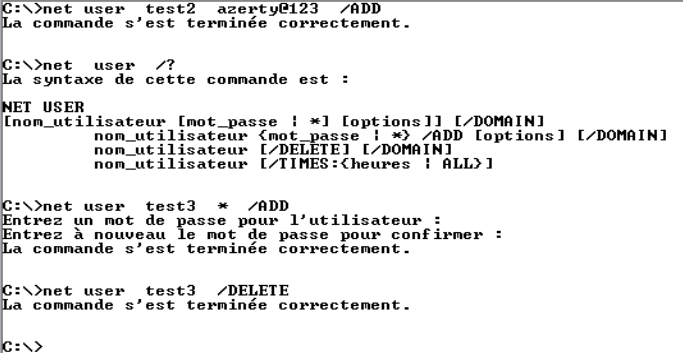 C:\>net user  test2  azerty@123  /ADD
La commande s'est terminée correctement.
C:\>net  user  /?
La syntaxe de cette commande est :
NET USER
[nom_utilisateur [mot_passe | *] [options]] [/DOMAIN]
nom_utilisateur {mot_passe | *} /ADD [options] [/DOMAIN]
nom_utilisateur [/DELETE] [/DOMAIN]
nom_utilisateur [/TIMES:{heures | ALL}]
C:\>net user  test3  *  /ADD
Entrez un mot de passe pour l'utilisateur :
Entrez à nouveau le mot de passe pour confirmer :
La commande s'est terminée correctement.
C:\>net user  test3  /DELETE
La commande s'est terminée correctement.
C:\>